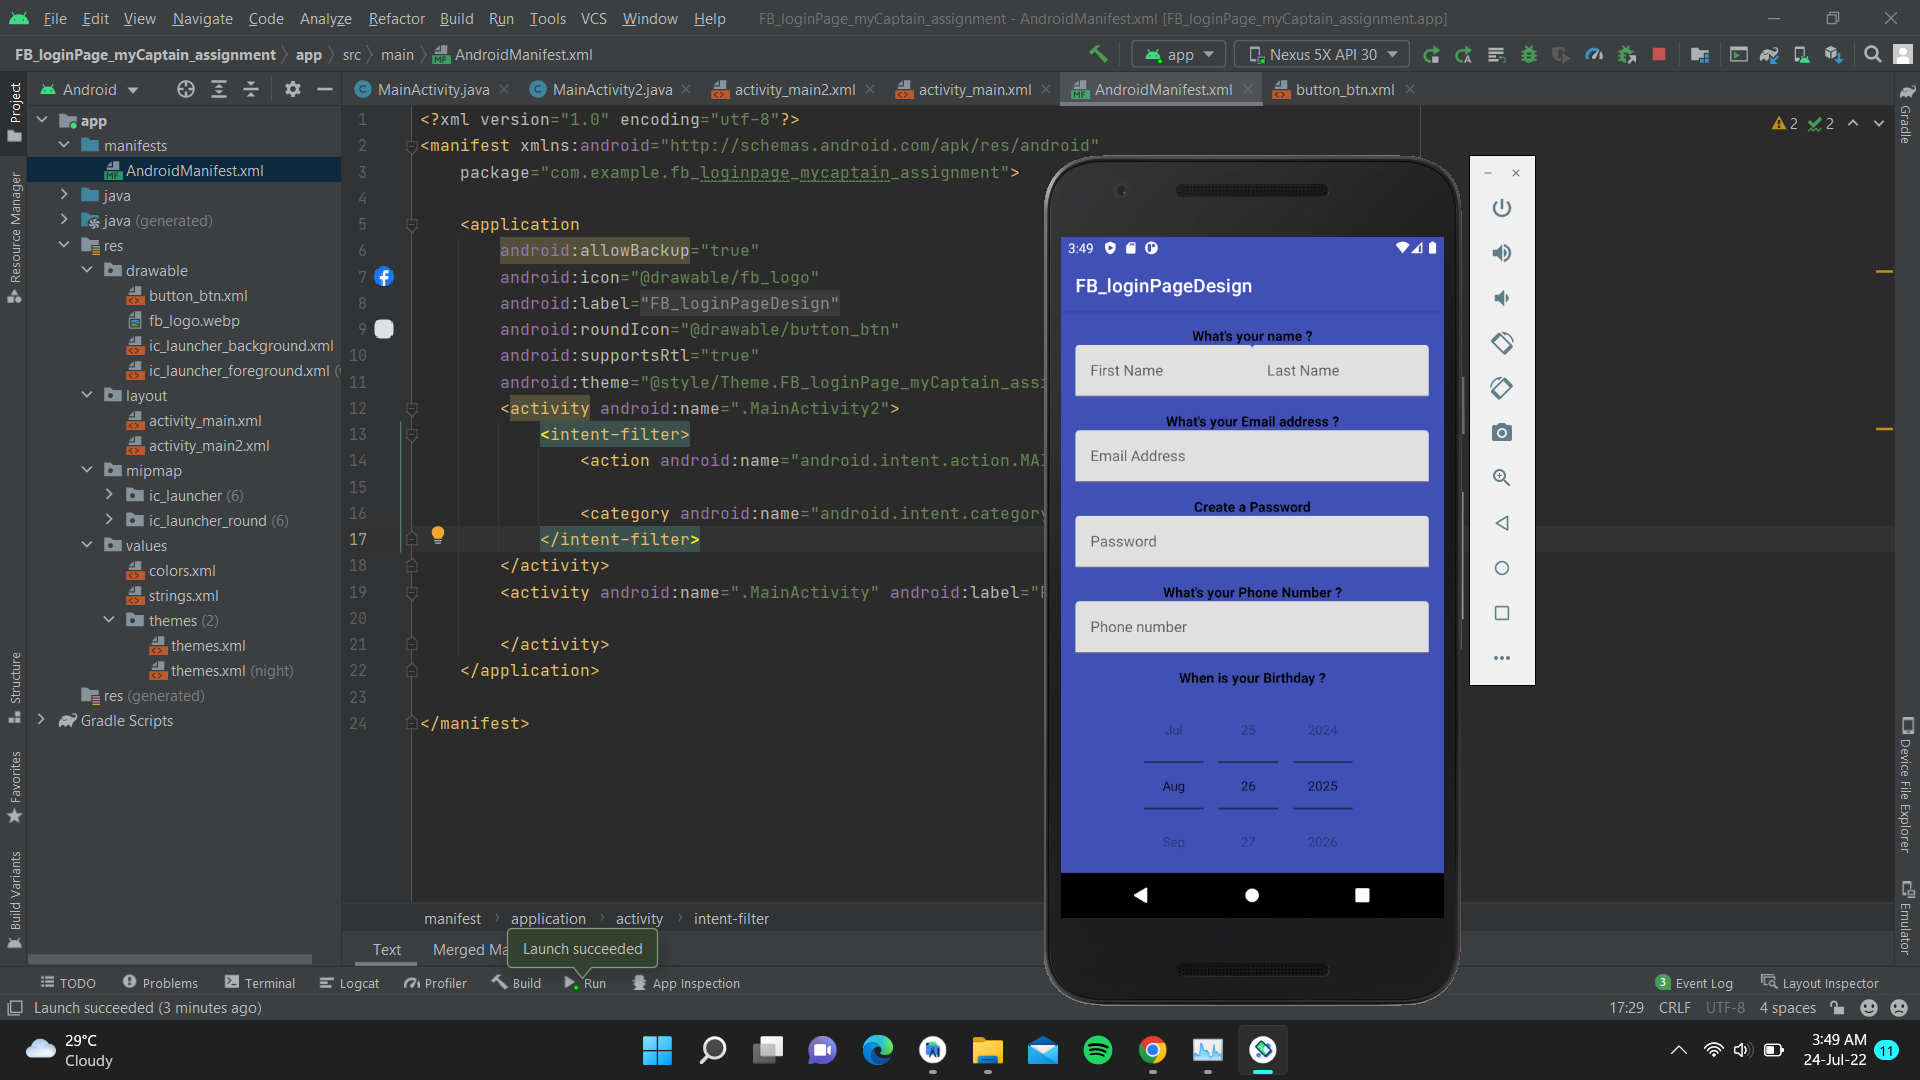 File Edit View Navigate Code Analyze Refactor Build Run Tools VCS Window Help FB_loginPage_myCaptain_assignment - AndroidManifest.xml [FB_loginPage_myCaptain_assignment.app]
FB_loginPage_myCaptain_assignment app src main AndroidManifest.xml app Nexus 5X API 30
Android MainActivity.java MainActivity2.java activity_main2.xml activity_main.xml AndroidManifest.xml button_btn.xml
Project
Resource Manager
Structure
Favorites
Build Variants
app
manifests
AndroidManifest.xml
java
java (generated)
res
drawable
button_btn.xml
fb_logo.webp
ic_launcher_background.xml
ic_launcher_foreground.xml
layout
activity_main.xml
activity_main2.xml
mipmap
ic_launcher (6)
ic_launcher_round (6)
values
colors.xml
strings.xml
themes (2)
themes.xml
themes.xml (night)
res (generated)
Gradle Scripts
2 2
1 <?xml version="1.0" encoding="utf-8"?>
2 <manifest xmlns:android="http://schemas.android.com/apk/res/android"
3 package="com.example.fb_loginpage_mycaptain_assignment">
4
5 <application
6 android:allowBackup="true"
7 android:icon="@drawable/fb_logo"
8 android:label="FB_loginPageDesign"
9 android:roundIcon="@drawable/button_btn"
10 android:supportsRtl="true"
11 android:theme="@style/Theme.FB_loginPage_myCaptain_ass
12 <activity android:name=".MainActivity2">
13 <intent-filter>
14 <action android:name="android.intent.action.MAI
15
16 <category android:name="android.intent.category
17 </intent-filter>
18 </activity>
19 <activity android:name=".MainActivity" android:label="F
20
21 </activity>
22 </application>
23
24 </manifest>
3:49
FB_loginPageDesign
What's your name ?
First Name Last Name
What's your Email address ?
Email Address
Create a Password
Password
What's your Phone Number ?
Phone number
When is your Birthday ?
Jul 25 2024
Aug 26 2025
Sep 27 2026
Gradle
Device File Explorer
Emulator
manifest application activity intent-filter
Text Merged Ma
Launch succeeded
TODO Problems Terminal Logcat Profiler Build Run App Inspection 3 Event Log Layout Inspector
Launch succeeded (3 minutes ago) 17:29 CRLF UTF-8 4 spaces
29°C
Cloudy
3:49 AM
24-Jul-22
11